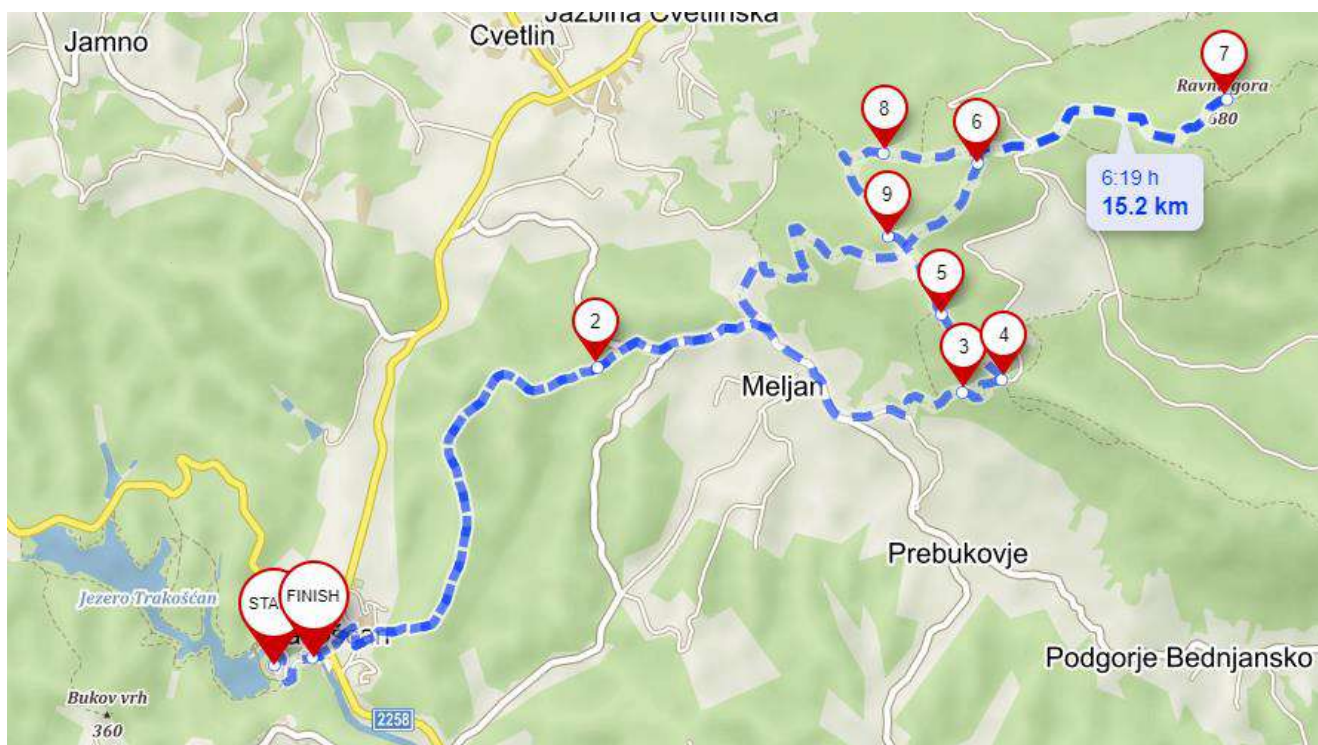 Jazbina Cvetlinska
Cvetlin
Jamno
7
Ravna gora
680
8
6
6:19 h
15.2 km
9
5
2
3
4
Meljan
Prebukovje
STA
FINISH
Jezero Trakošćan
Podgorje Bednjansko
Bukov vrh
360
2258